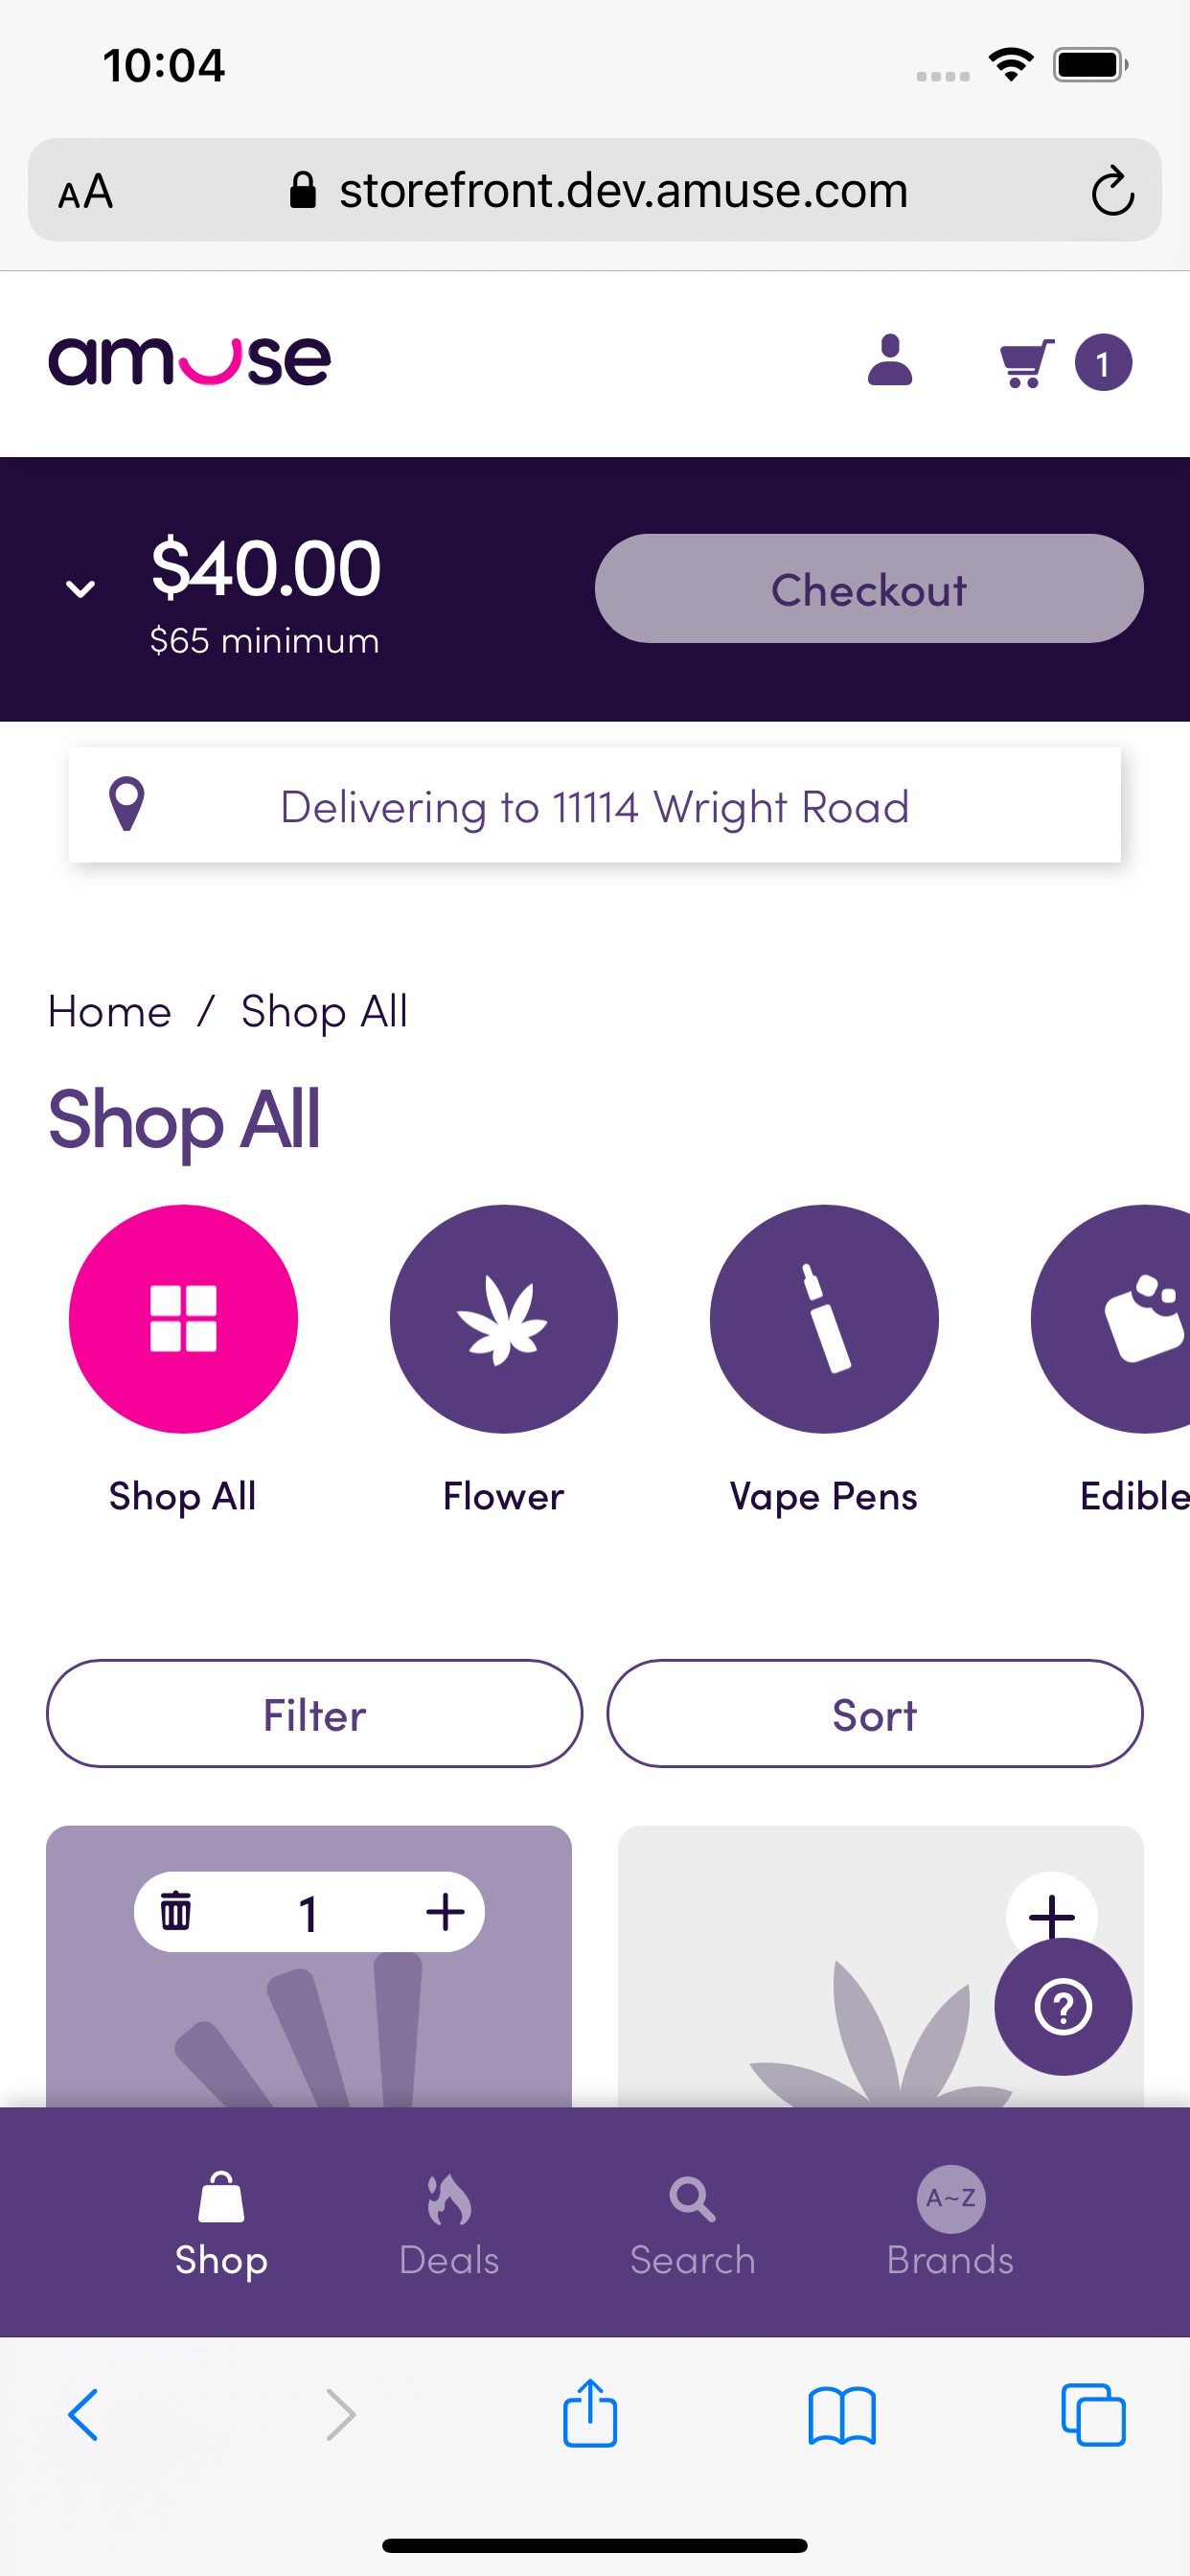 10:04
AA storefront.dev.amuse.com
amuse
1
$40.00
$65 minimum
Checkout
Delivering to 11114 Wright Road
Home / Shop All
Shop All
Shop All Flower Vape Pens Edible
Filter Sort
1
?
A~Z
Shop Deals Search Brands